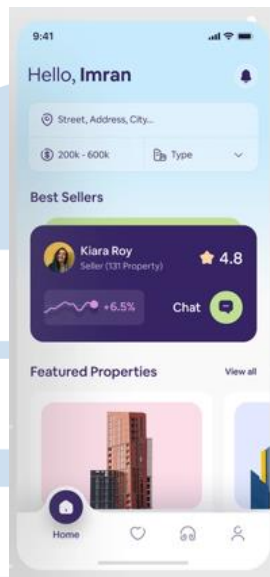 9:41
Hello, Imran
Street, Address, City...
200k - 600k
Type
Best Sellers
Kiara Roy
4.8
Seller (131 Property)
+6.5%
Chat
Featured Properties
View all
Home